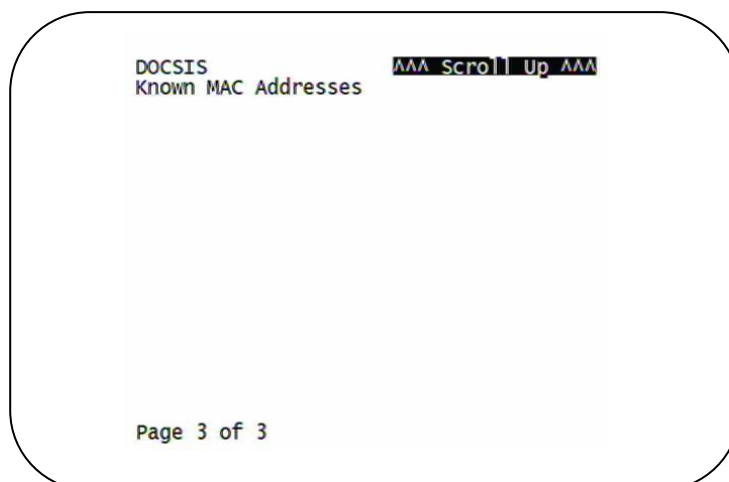 DOCSIS ^^^ Scroll Up ^^^
Known MAC Addresses
Page 3 of 3